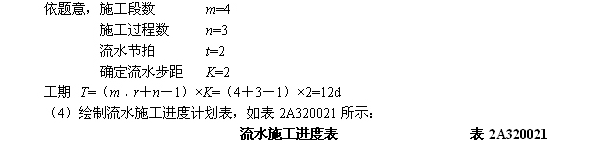 依题意，施工段数 m=4
施工过程数 n=3
流水节拍 t=2
确定流水步距 K=2
工期 T=（m﹒r＋n－1）×K=（4＋3－1）×2=12d
（4）绘制流水施工进度计划表，如表 2A320021 所示：
流水施工进度表 表 2A320021